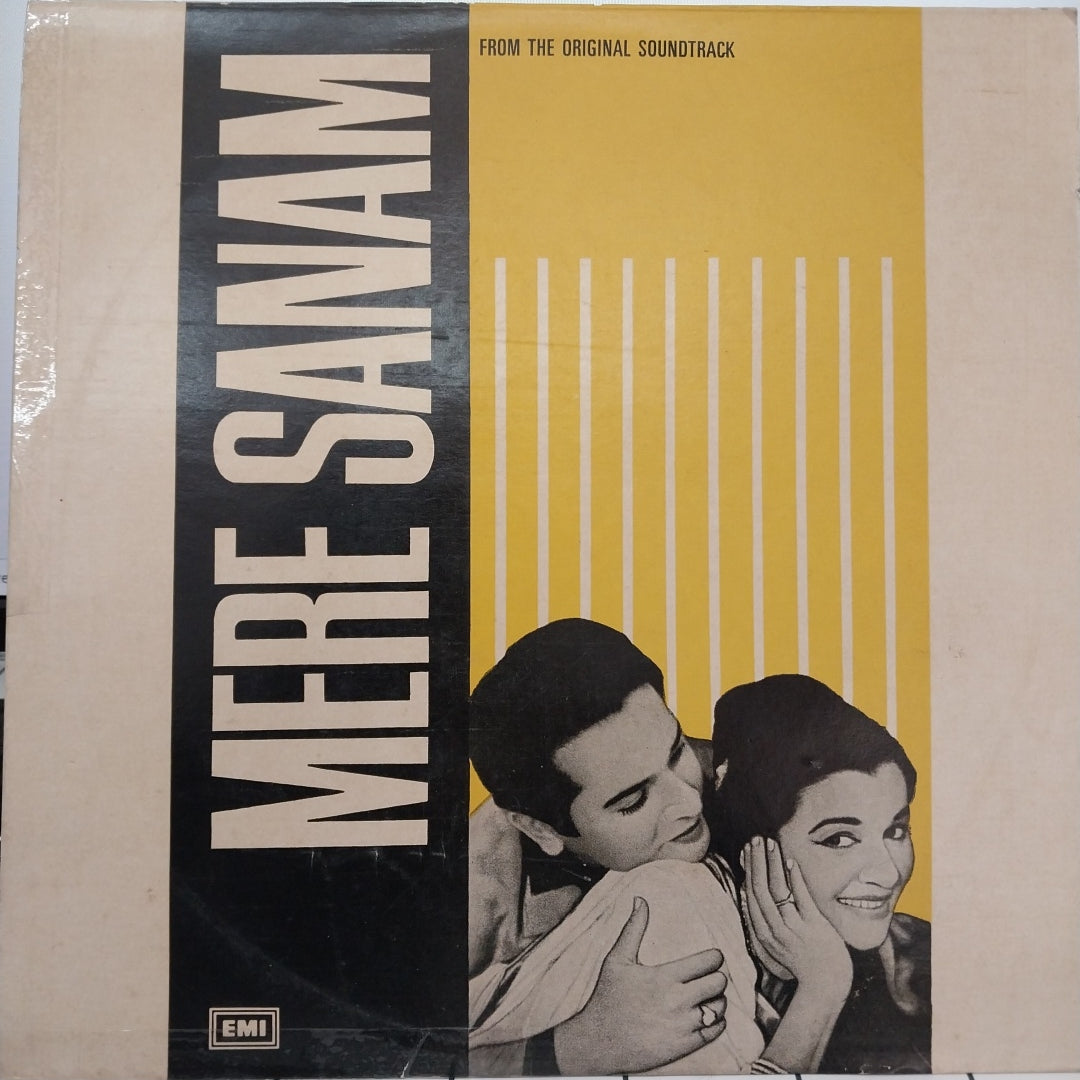 FROM THE ORIGINAL SOUNDTRACK
MERE SANAM
EMI